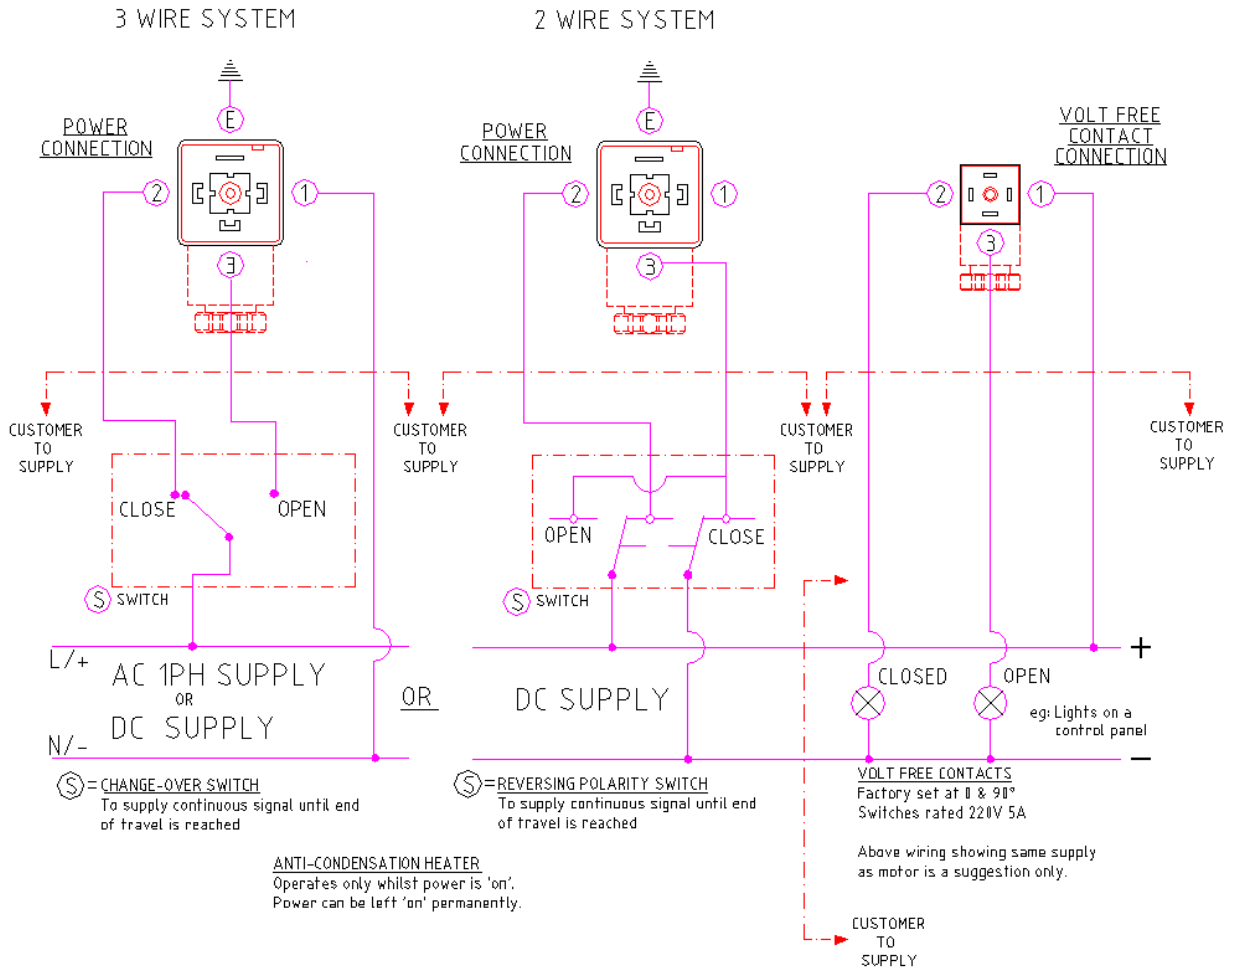 3 WIRE SYSTEM
2 WIRE SYSTEM
E
E
POWER
CONNECTION
POWER
CONNECTION
VOLT FREE
CONTACT
CONNECTION
2
1
2
1
2
1
3
3
3
CUSTOMER
TO
SUPPLY
CUSTOMER
TO
SUPPLY
CUSTOMER
TO
SUPPLY
CUSTOMER
TO
SUPPLY
CLOSE
OPEN
OPEN
CLOSE
S SWITCH
S SWITCH
L/+
AC 1PH SUPPLY
OR
DC SUPPLY
N/-
OR
DC SUPPLY
+
CLOSED
OPEN
eg: Lights on a
control panel
−
S = CHANGE-OVER SWITCH
To supply continuous signal until end
of travel is reached
S = REVERSING POLARITY SWITCH
To supply continuous signal until end
of travel is reached
VOLT FREE CONTACTS
Factory set at 0 & 90°
Switches rated 220V 5A
Above wiring showing same supply
as motor is a suggestion only.
ANTI-CONDENSATION HEATER
Operates only whilst power is 'on'.
Power can be left 'on' permanently.
CUSTOMER
TO
SUPPLY